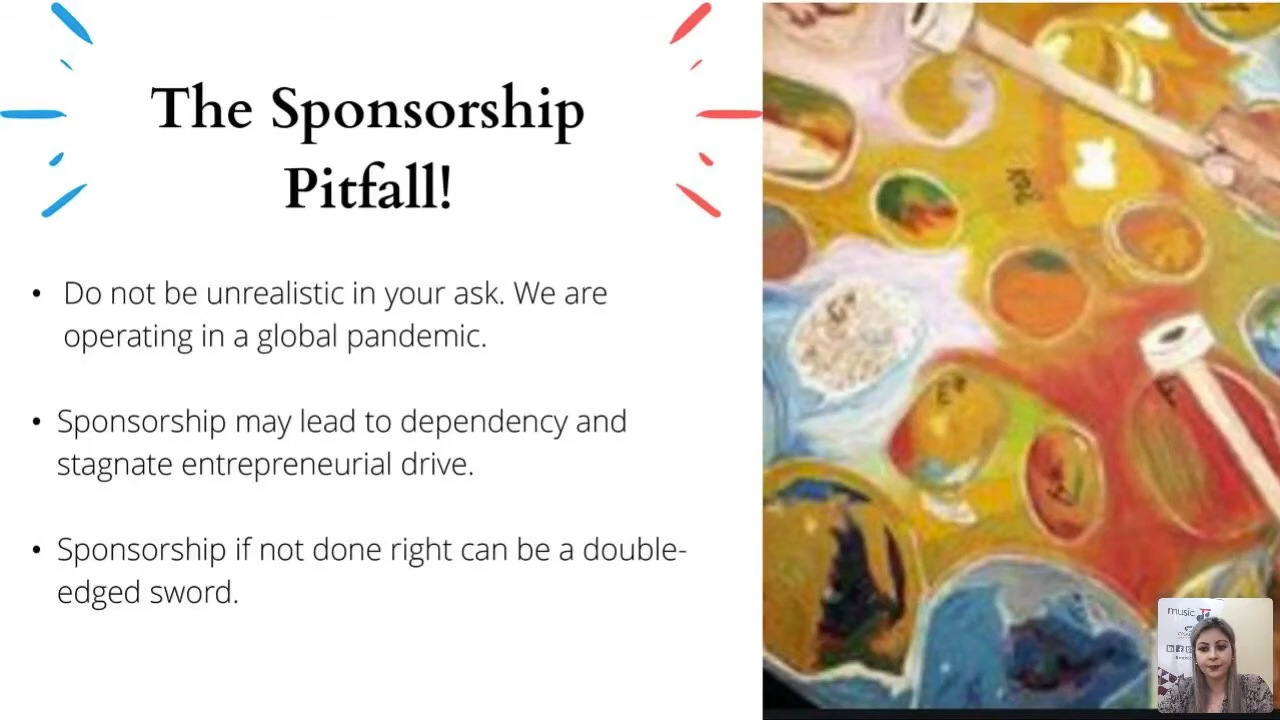 The Sponsorship
Pitfall!
• Do not be unrealistic in your ask. We are
operating in a global pandemic.
• Sponsorship may lead to dependency and
stagnate entrepreneurial drive.
• Sponsorship if not done right can be a double-
edged sword.
music